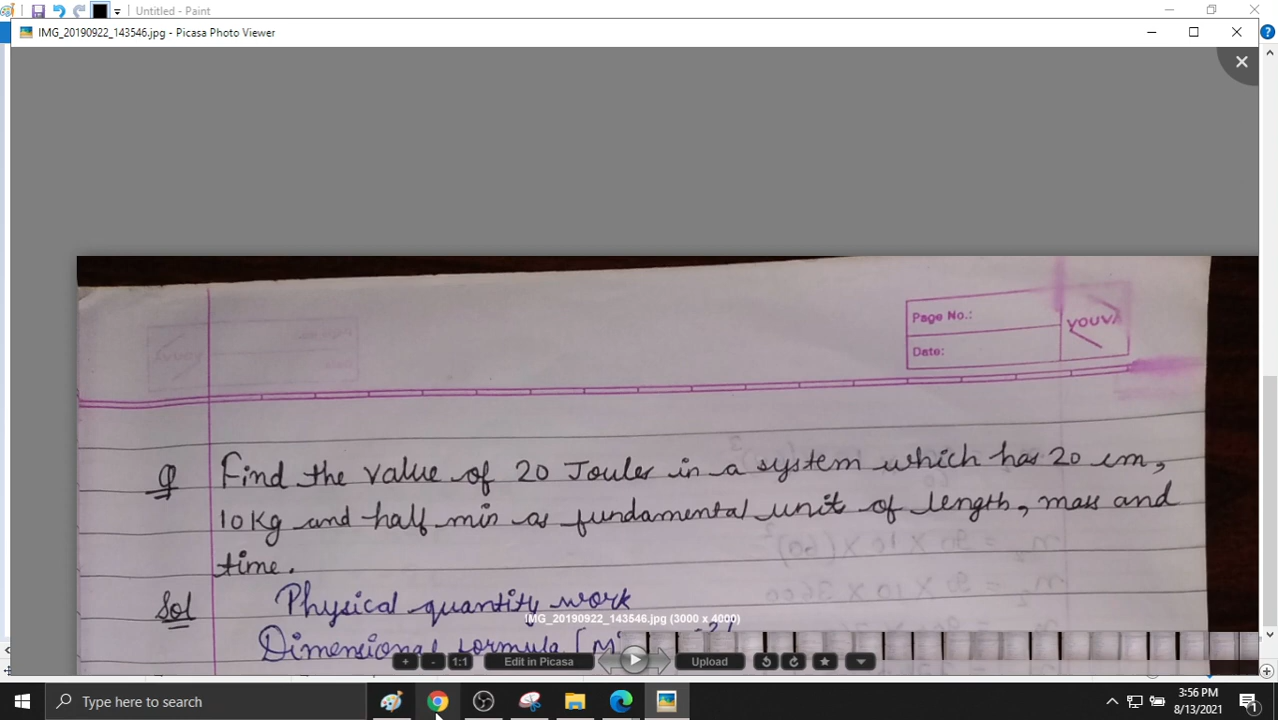 Untitled - Paint
IMG_20190922_143546.jpg - Picasa Photo Viewer
Page No.:
YOUVA
Date:
Q Find the value of 20 Joules in a system which has 20 cm,
10 Kg and half min as fundamental unit of length, mass and
time.
Sol Physical quantity work
IMG_20190922_143546.jpg (3000 x 4000)
Dimensional formula [M
1:1
Edit in Picasa
Upload
Type here to search
3:56 PM
8/13/2021
1